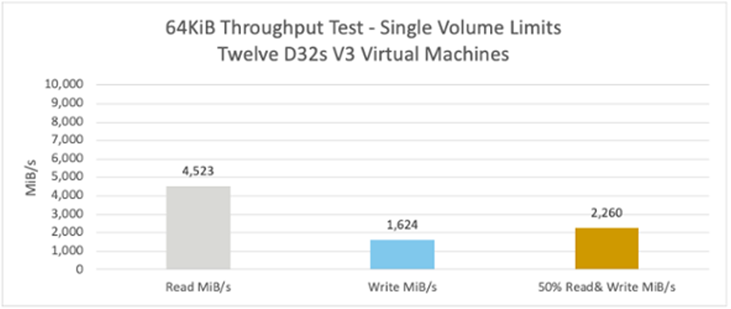 64KiB Throughput Test - Single Volume Limits
Twelve D32s V3 Virtual Machines
MiB/s
10,000
9,000
8,000
7,000
6,000
5,000
4,000
3,000
2,000
1,000
0
4,523
1,624
2,260
Read MiB/s
Write MiB/s
50% Read& Write MiB/s